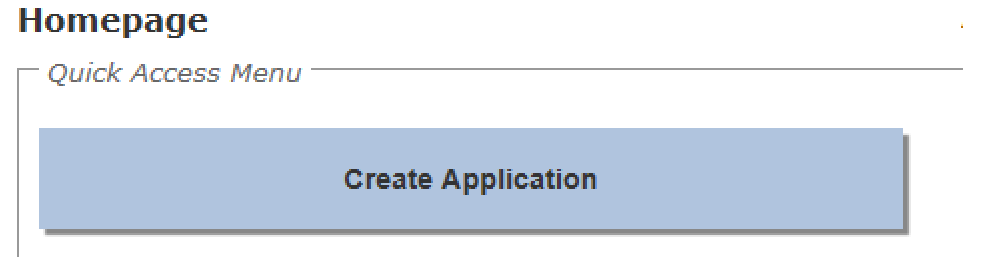 Homepage
Quick Access Menu
Create Application